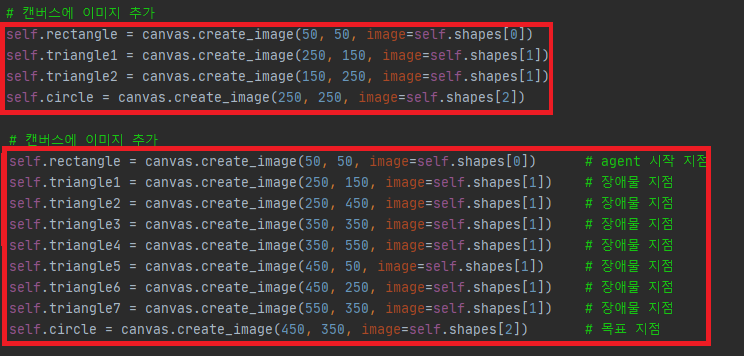 # 캔버스에 이미지 추가
self.rectangle = canvas.create_image(50, 50, image=self.shapes[0])
self.triangle1 = canvas.create_image(250, 150, image=self.shapes[1])
self.triangle2 = canvas.create_image(150, 250, image=self.shapes[1])
self.circle = canvas.create_image(250, 250, image=self.shapes[2])
# 캔버스에 이미지 추가
self.rectangle = canvas.create_image(50, 50, image=self.shapes[0]) # agent 시작 지점
self.triangle1 = canvas.create_image(250, 150, image=self.shapes[1]) # 장애물 지점
self.triangle2 = canvas.create_image(250, 450, image=self.shapes[1]) # 장애물 지점
self.triangle3 = canvas.create_image(350, 350, image=self.shapes[1]) # 장애물 지점
self.triangle4 = canvas.create_image(350, 550, image=self.shapes[1]) # 장애물 지점
self.triangle5 = canvas.create_image(450, 50, image=self.shapes[1]) # 장애물 지점
self.triangle6 = canvas.create_image(450, 250, image=self.shapes[1]) # 장애물 지점
self.triangle7 = canvas.create_image(550, 350, image=self.shapes[1]) # 장애물 지점
self.circle = canvas.create_image(450, 350, image=self.shapes[2]) # 목표 지점